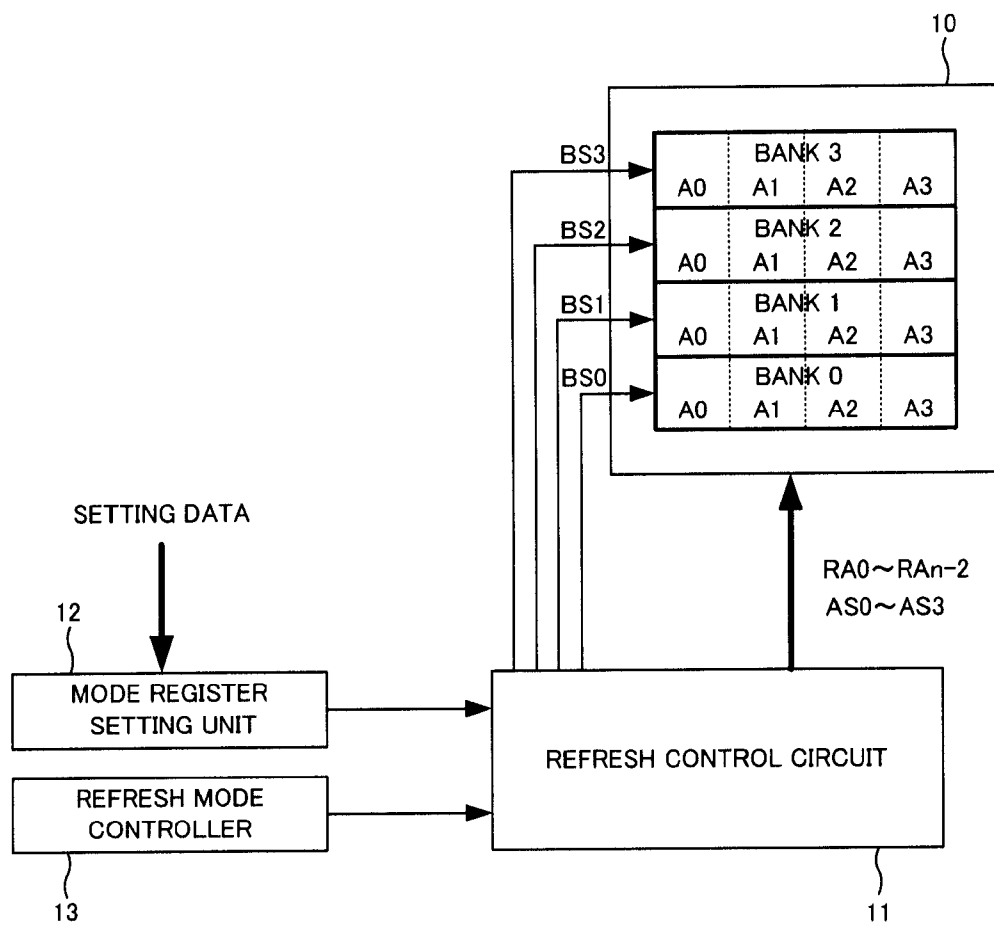 10
BS3
BANK 3
A0 A1 A2 A3
BS2
BANK 2
A0 A1 A2 A3
BS1
BANK 1
A0 A1 A2 A3
BS0
BANK 0
A0 A1 A2 A3
SETTING DATA
RA0～RAn-2
AS0～AS3
12
MODE REGISTER
SETTING UNIT
REFRESH CONTROL CIRCUIT
REFRESH MODE
CONTROLLER
13
11